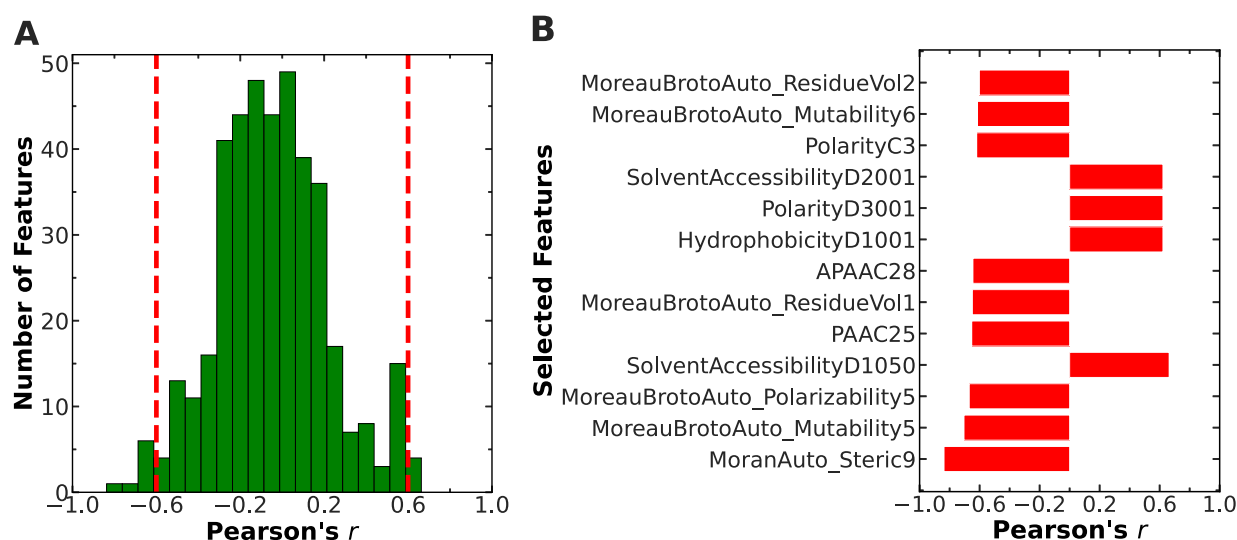 A
50
40
30
20
10
0
Number of Features
−1.0 −0.6 −0.2 0.2 0.6 1.0
Pearson's r
B
MoreauBrotoAuto_ResidueVol2
MoreauBrotoAuto_Mutability6
PolarityC3
SolventAccessibilityD2001
PolarityD3001
HydrophobicityD1001
APAAC28
MoreauBrotoAuto_ResidueVol1
PAAC25
SolventAccessibilityD1050
MoreauBrotoAuto_Polarizability5
MoreauBrotoAuto_Mutability5
MoranAuto_Steric9
Selected Features
−1.0 −0.6 −0.2 0.2 0.6 1.0
Pearson's r